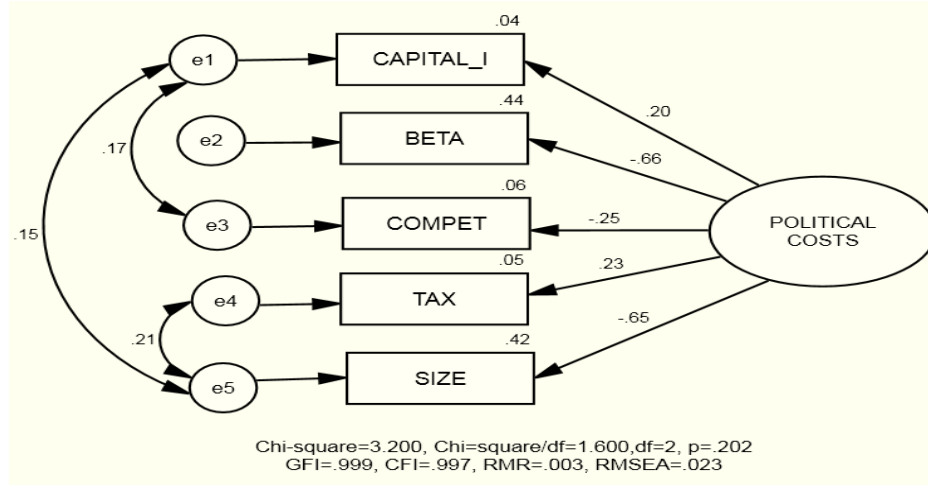 .04
e1
CAPITAL_I
.44
.20
e2
BETA
.17
-.66
.06
e3
COMPET
-.25
POLITICAL
COSTS
.15
.05
.23
e4
TAX
.21
.42
-.65
e5
SIZE
Chi-square=3.200, Chi=square/df=1.600,df=2, p=.202
GFI=.999, CFI=.997, RMR=.003, RMSEA=.023